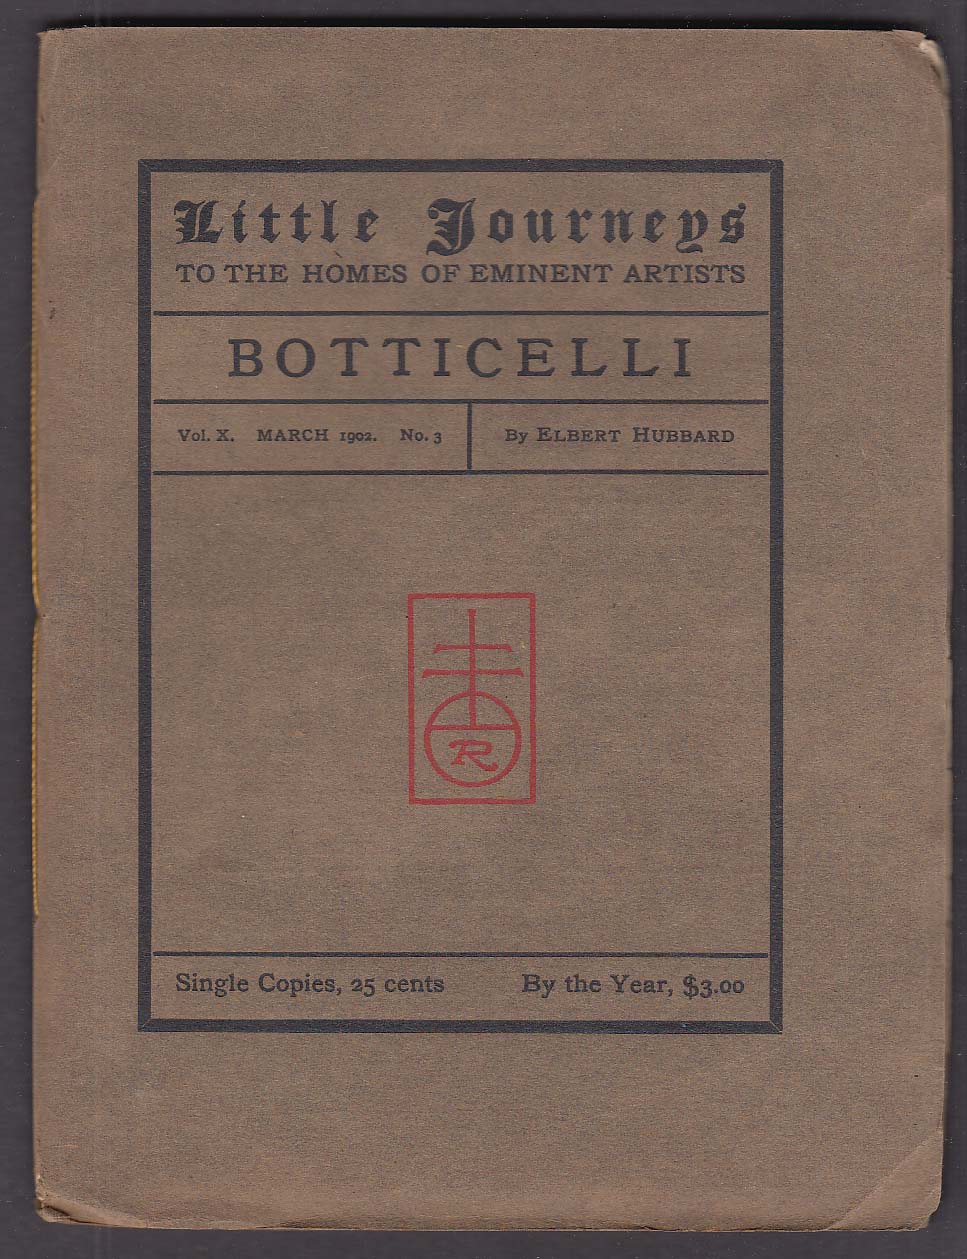 Little Journeys
TO THE HOMES OF EMINENT ARTISTS
BOTTICELLI
Vol. X. MARCH 1902. No. 3
By ELBERT HUBBARD
R
Single Copies, 25 cents
By the Year, $3.00